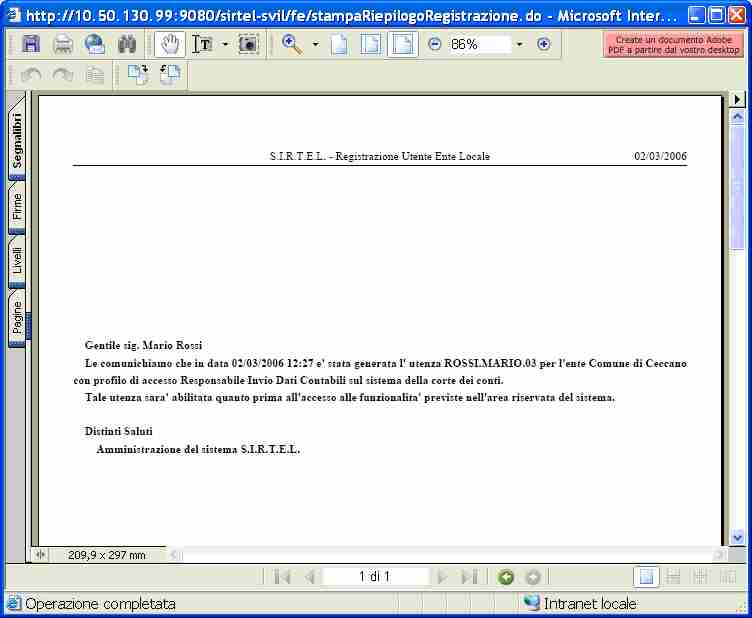 http://10.50.130.99:9080/sirtel-svil/fe/stampaRiepilogoRegistrazione.do - Microsoft Inter...
86%
Create un documento Adobe
PDF a partire dal vostro desktop
Segnalibri
Firme
Livelli
Pagine
S.I.R.T.E.L. - Registrazione Utente Ente Locale 02/03/2006
Gentile sig. Mario Rossi
Le comunichiamo che in data 02/03/2006 12:27 e' stata generata l' utenza ROSSI.MARIO.03 per l'ente Comune di Ceccano
con profilo di accesso Responsabile Invio Dati Contabili sul sistema della corte dei conti.
Tale utenza sara' abilitata quanto prima all'accesso alle funzionalita' previste nell'area riservata del sistema.
Distinti Saluti
Amministrazione del sistema S.I.R.T.E.L.
209,9 x 297 mm
1 di 1
Operazione completata
Intranet locale